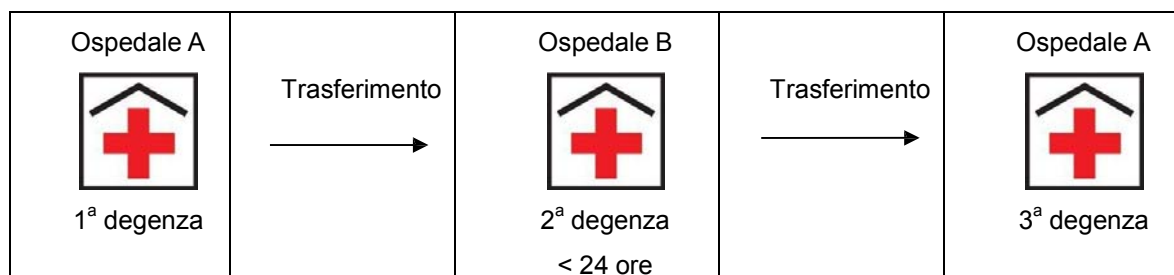 Ospedale A
Trasferimento
1ª degenza
Ospedale B
Trasferimento
2ª degenza
< 24 ore
Ospedale A
3ª degenza